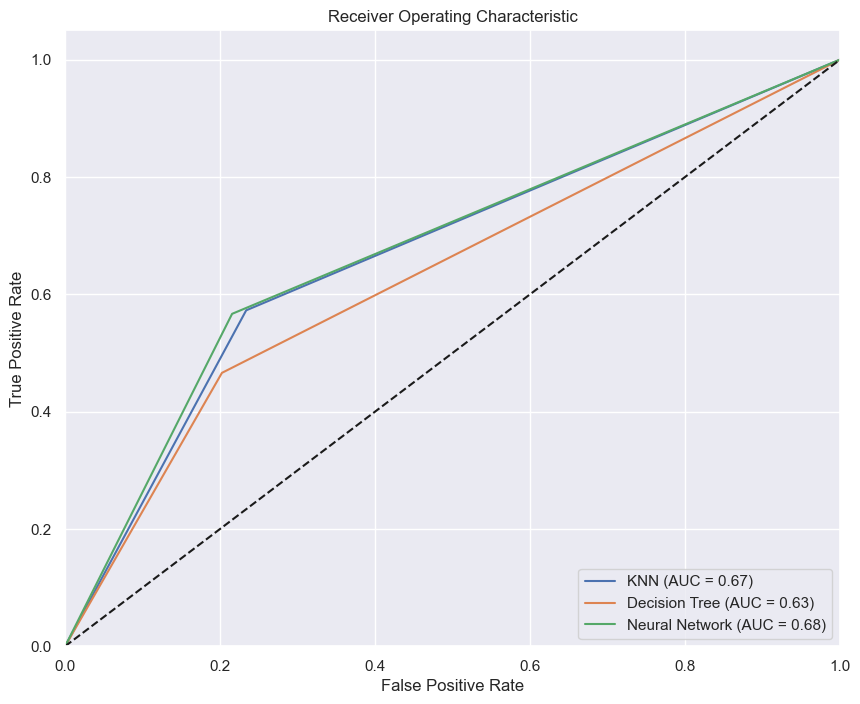 Receiver Operating Characteristic
1.0
0.8
0.6
0.4
0.2
0.0
True Positive Rate
KNN (AUC = 0.67)
Decision Tree (AUC = 0.63)
Neural Network (AUC = 0.68)
0.0 0.2 0.4 0.6 0.8 1.0
False Positive Rate